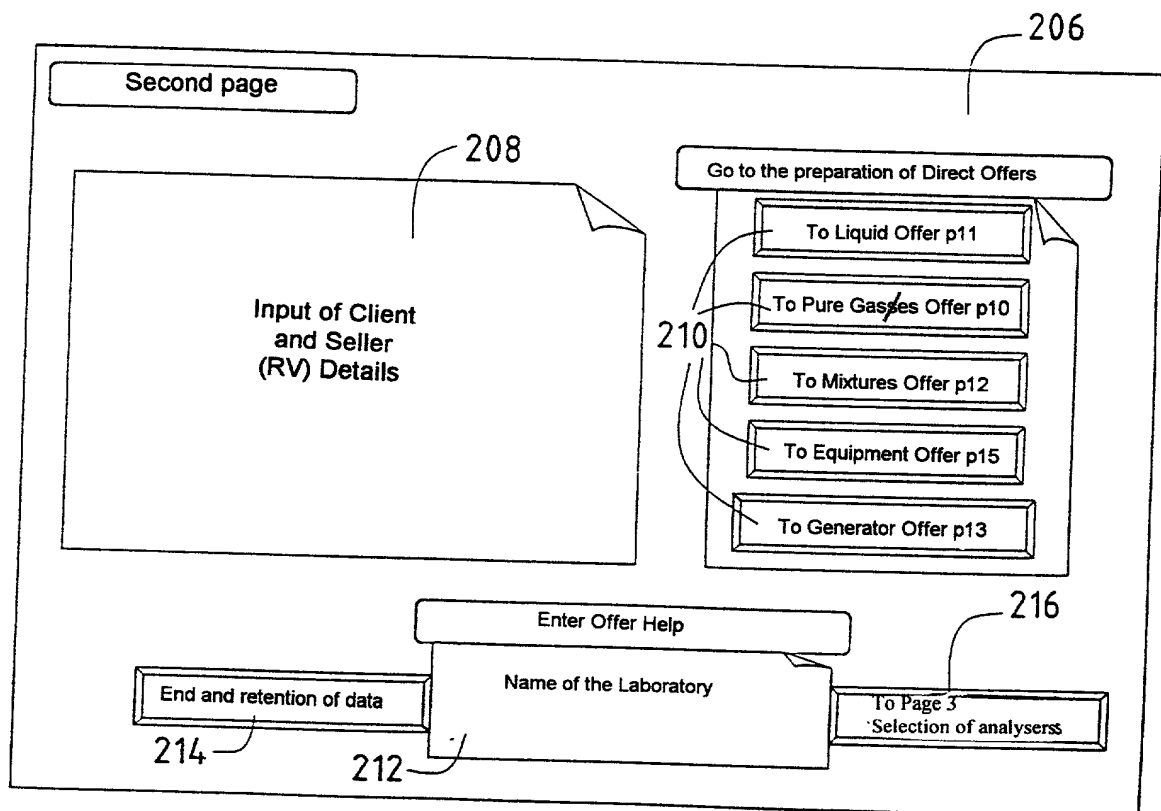 206
Second page
208
Go to the preparation of Direct Offers
To Liquid Offer p11
To Pure Gasses Offer p10
210
To Mixtures Offer p12
To Equipment Offer p15
To Generator Offer p13
Input of Client
and Seller
(RV) Details
Enter Offer Help
216
Name of the Laboratory
End and retention of data
To Page 3
Selection of analyserss
214
212